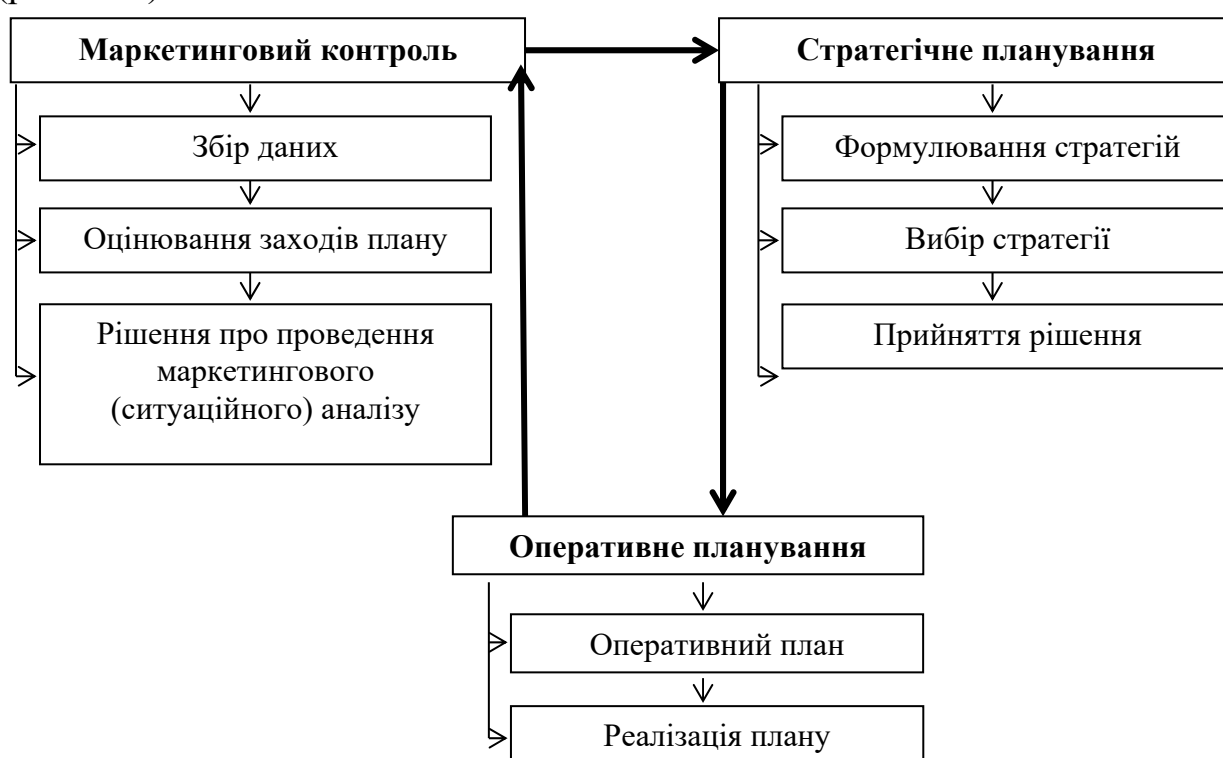 Маркетинговий контроль
Збір даних
Оцінювання заходів плану
Рішення про проведення
маркетингового
(ситуаційного) аналізу
Стратегічне планування
Формулювання стратегій
Вибір стратегії
Прийняття рішення
Оперативне планування
Оперативний план
Реалізація плану